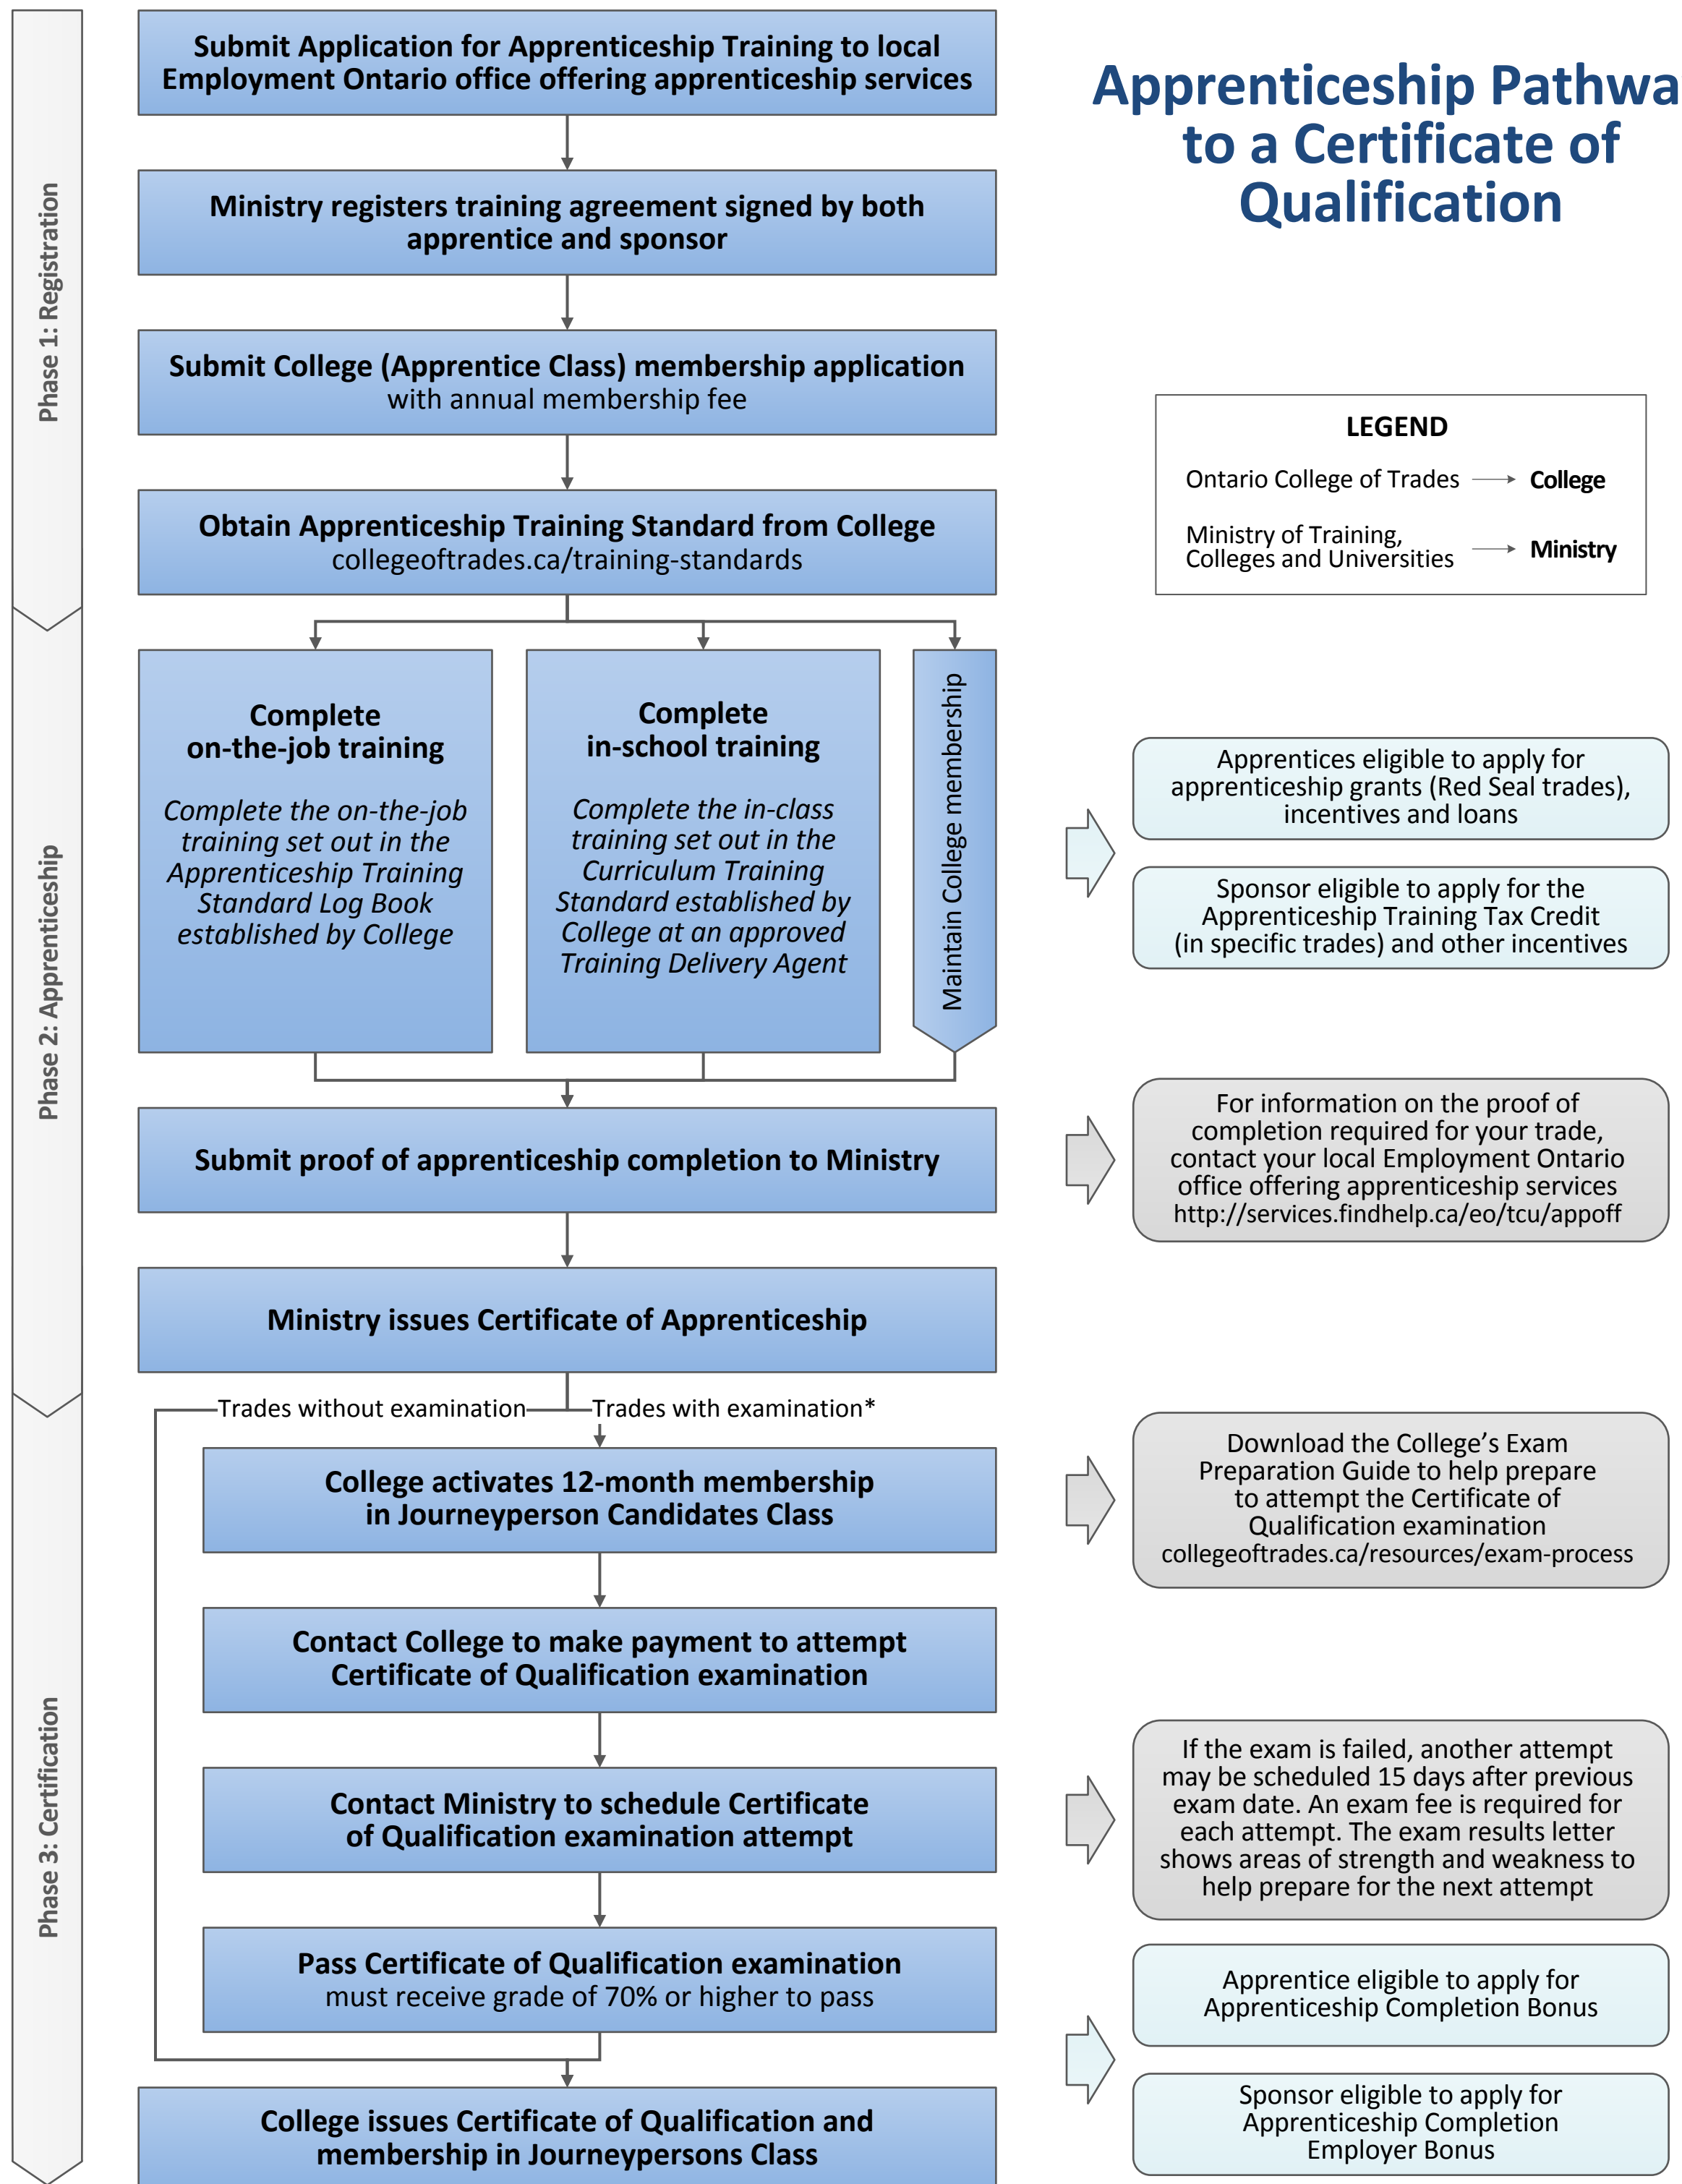 Apprenticeship Pathwa
to a Certificate of
Qualification
Phase 1: Registration
Submit Application for Apprenticeship Training to local
Employment Ontario office offering apprenticeship services
Ministry registers training agreement signed by both
apprentice and sponsor
Submit College (Apprentice Class) membership application
with annual membership fee
Obtain Apprenticeship Training Standard from College
collegeoftrades.ca/training-standards
LEGEND
Ontario College of Trades → College
Ministry of Training,
Colleges and Universities → Ministry
Phase 2: Apprenticeship
Complete
on-the-job training
Complete the on-the-job
training set out in the
Apprenticeship Training
Standard Log Book
established by College
Complete
in-school training
Complete the in-class
training set out in the
Curriculum Training
Standard established by
College at an approved
Training Delivery Agent
Maintain College membership
Apprentices eligible to apply for
apprenticeship grants (Red Seal trades),
incentives and loans
Sponsor eligible to apply for the
Apprenticeship Training Tax Credit
(in specific trades) and other incentives
Submit proof of apprenticeship completion to Ministry
For information on the proof of
completion required for your trade,
contact your local Employment Ontario
office offering apprenticeship services
http://services.findhelp.ca/eo/tcu/appoff
Ministry issues Certificate of Apprenticeship
Phase 3: Certification
Trades without examination
Trades with examination*
College activates 12-month membership
in Journeyperson Candidates Class
Download the College’s Exam
Preparation Guide to help prepare
to attempt the Certificate of
Qualification examination
collegeoftrades.ca/resources/exam-process
Contact College to make payment to attempt
Certificate of Qualification examination
Contact Ministry to schedule Certificate
of Qualification examination attempt
If the exam is failed, another attempt
may be scheduled 15 days after previous
exam date. An exam fee is required for
each attempt. The exam results letter
shows areas of strength and weakness to
help prepare for the next attempt
Pass Certificate of Qualification examination
must receive grade of 70% or higher to pass
Apprentice eligible to apply for
Apprenticeship Completion Bonus
College issues Certificate of Qualification and
membership in Journeypersons Class
Sponsor eligible to apply for
Apprenticeship Completion
Employer Bonus